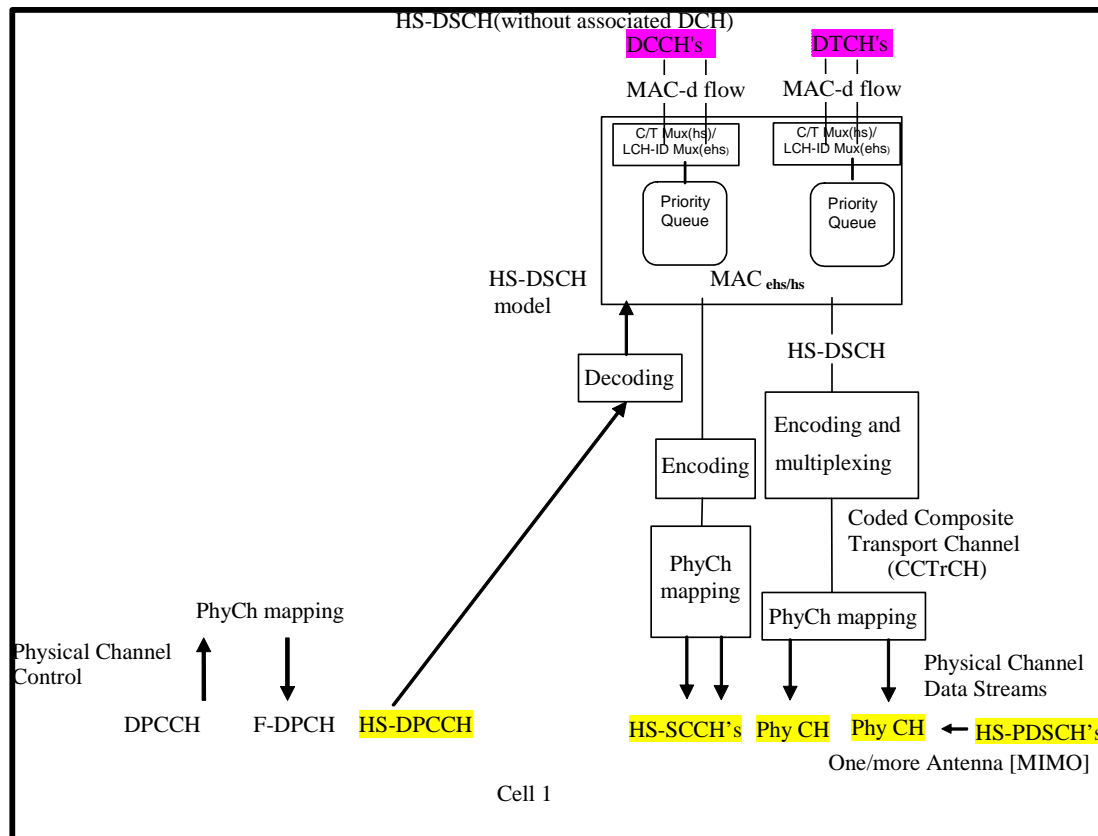 HS-DSCH(without associated DCH)
DCCH's
DTCH's
MAC-d flow
MAC-d flow
C/T Mux(hs)/
LCH-ID Mux(ehs)
C/T Mux(hs)/
LCH-ID Mux(ehs)
Priority
Queue
Priority
Queue
HS-DSCH
model
MAC ehs/hs
HS-DSCH
Decoding
Encoding and
multiplexing
Encoding
Coded Composite
Transport Channel
(CCTrCH)
PhyCh
mapping
PhyCh mapping
PhyCh mapping
Physical Channel
Control
Physical Channel
Data Streams
DPCCH
F-DPCH
HS-DPCCH
HS-SCCH’s
Phy CH
Phy CH
HS-PDSCH’s
One/more Antenna [MIMO]
Cell 1